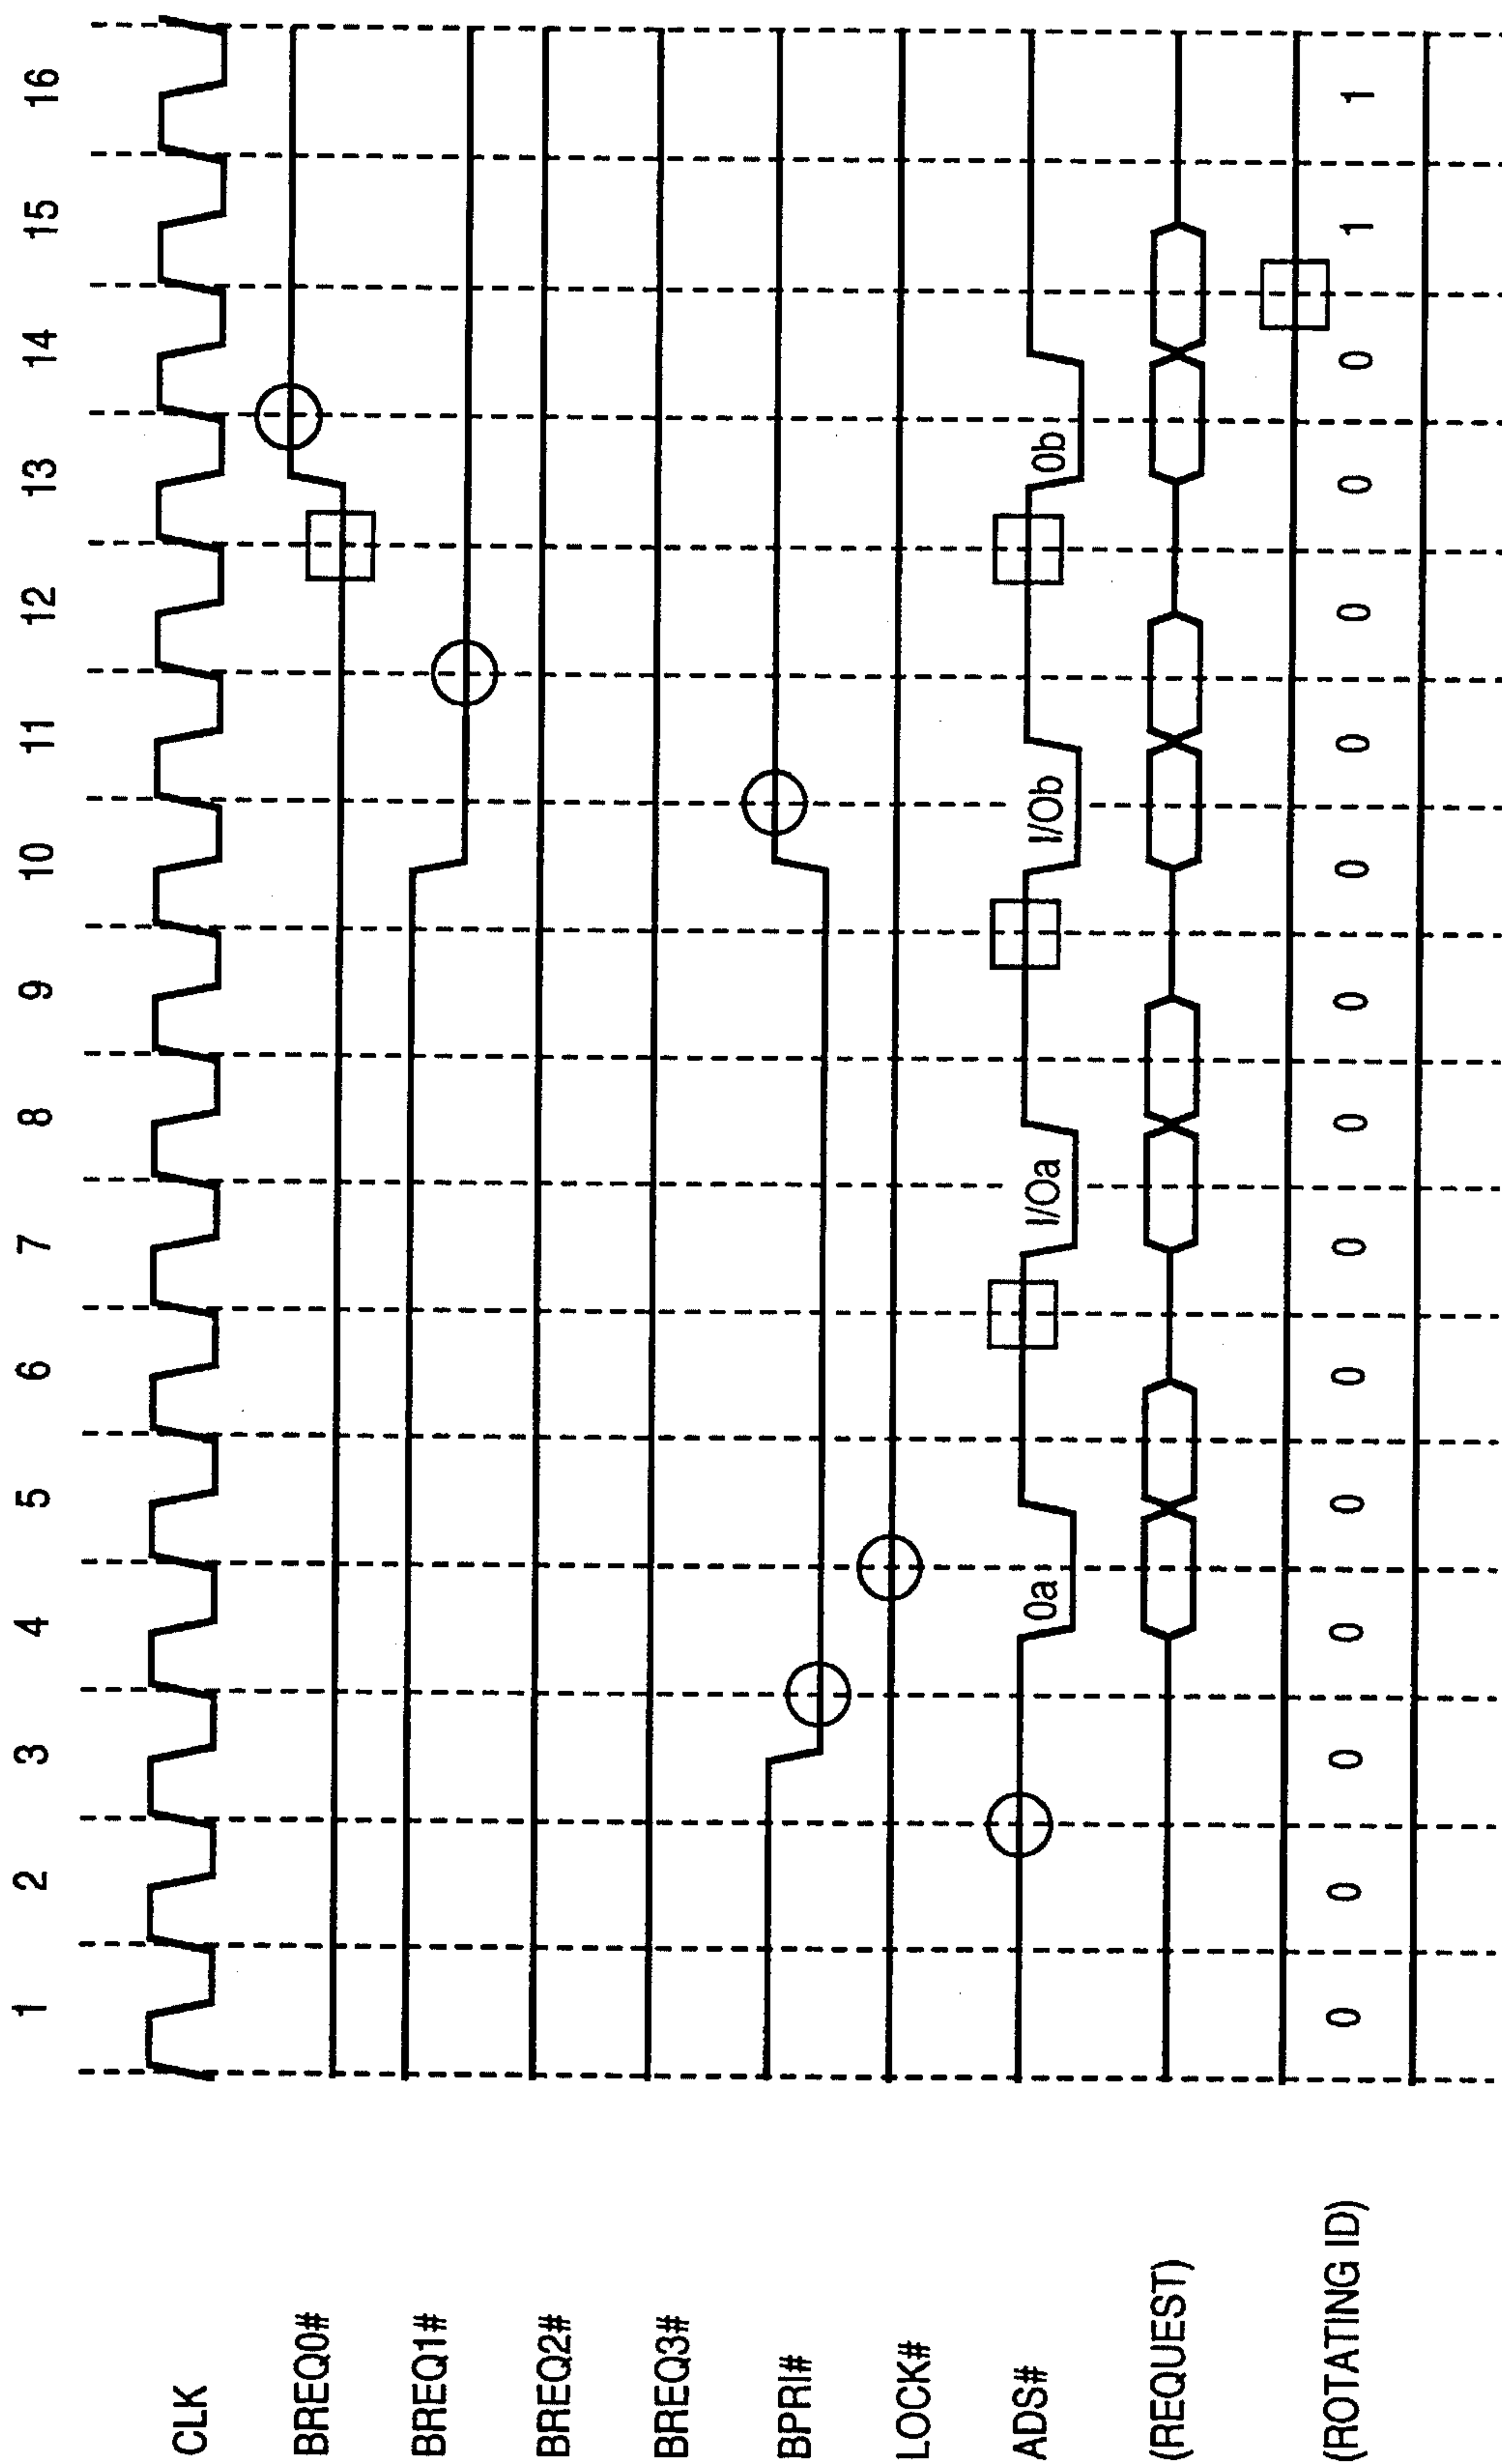 1 2 3 4 5 6 7 8 9 10 11 12 13 14 15 16
CLK
BREQ0#
BREQ1#
BREQ2#
BREQ3#
BPRI#
LOCK#
ADS# 0a I/Oa I/Ob 0b
(REQUEST)
(ROTATING ID) 0 0 0 0 0 0 0 0 0 0 0 0 0 0 1 1